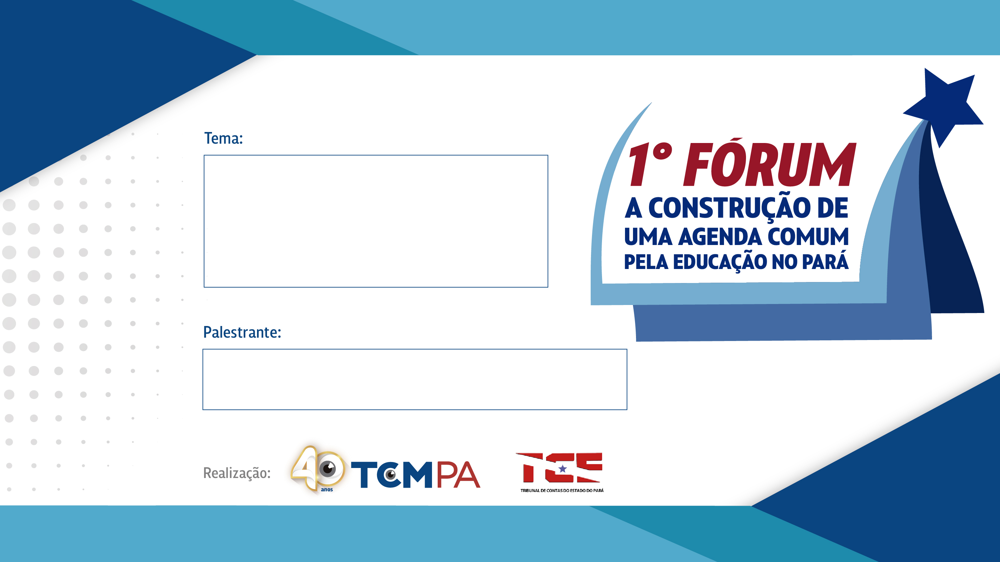 Tema:
1° FÓRUM
A CONSTRUÇÃO DE
UMA AGENDA COMUM
PELA EDUCAÇÃO NO PARÁ
Palestrante:
Realização:
40
anos
TCMPA
TCE
TRIBUNAL DE CONTAS DO ESTADO DO PARÁ